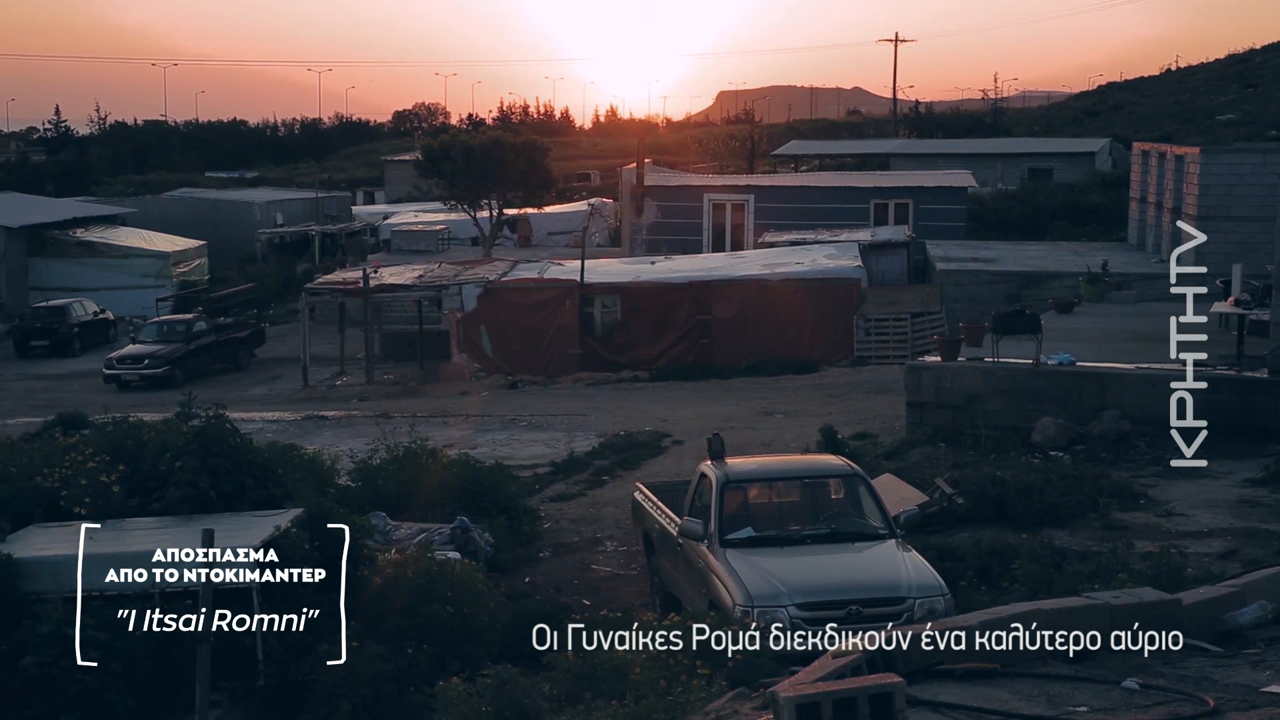 ΚΡΗΤΗTV
ΑΠΟΣΠΑΣΜΑ
ΑΠΟ ΤΟ ΝΤΟΚΙΜΑΝΤΕΡ
"I Itsai Romni"
Οι Γυναίκες Ρομά διεκδικούν ένα καλύτερο αύριο